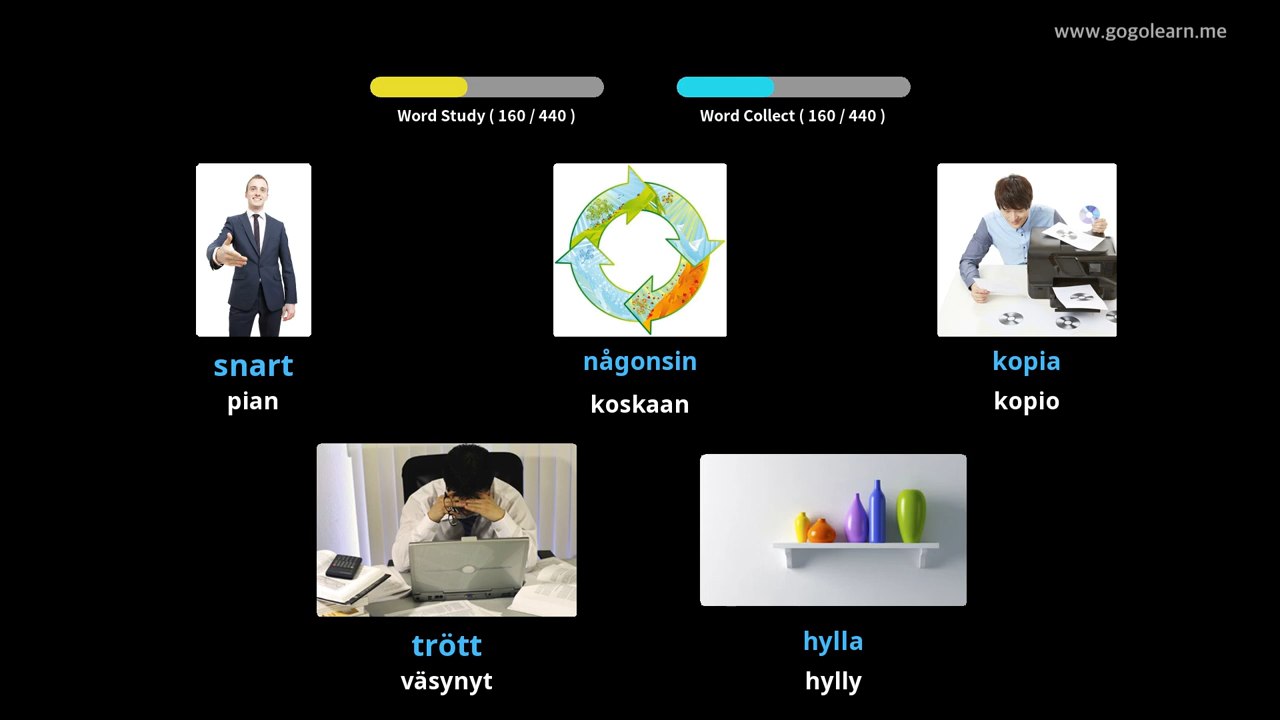 www.gogolearn.me
Word Study ( 160 / 440 )
Word Collect ( 160 / 440 )
snart
pian
någonsin
koskaan
kopia
kopio
trött
väsynyt
hylla
hylly